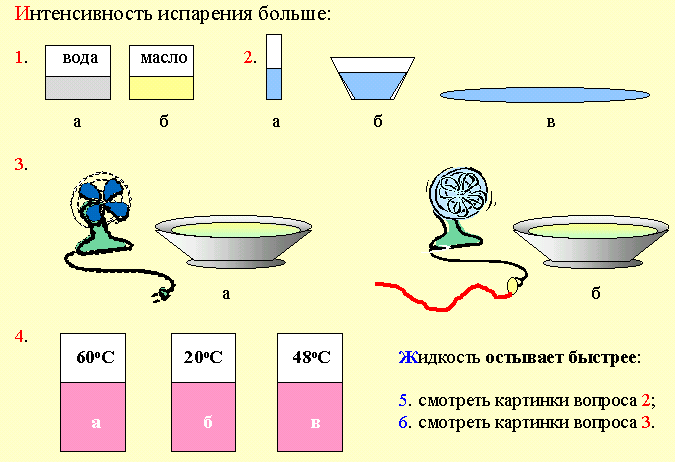 Интенсивность испарения больше:
1. вода масло 2.
а б а б в
3.
а б
4.
60°С 20°С 48°С
а б в
Жидкость остывает быстрее:
5. смотреть картинки вопроса 2;
6. смотреть картинки вопроса 3.